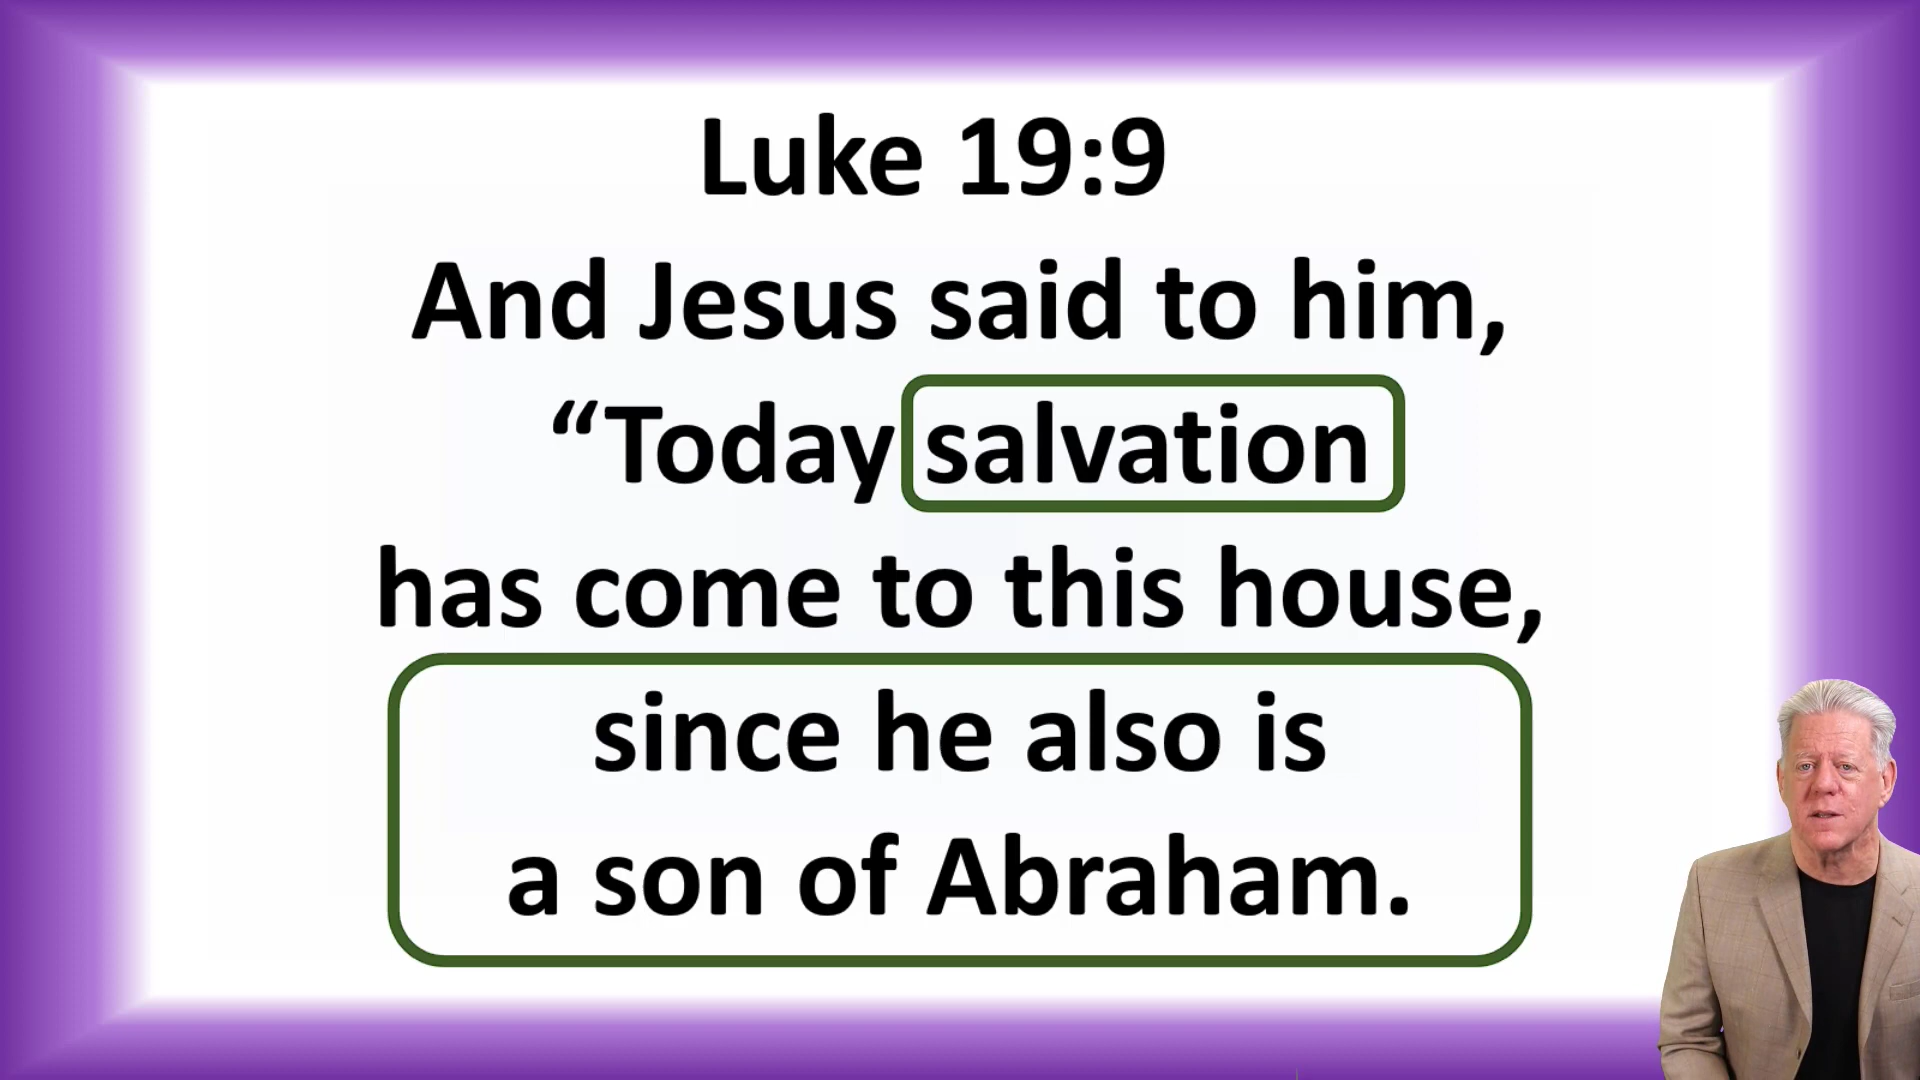 Luke 19:9
And Jesus said to him,
“Today salvation
has come to this house,
since he also is
a son of Abraham.